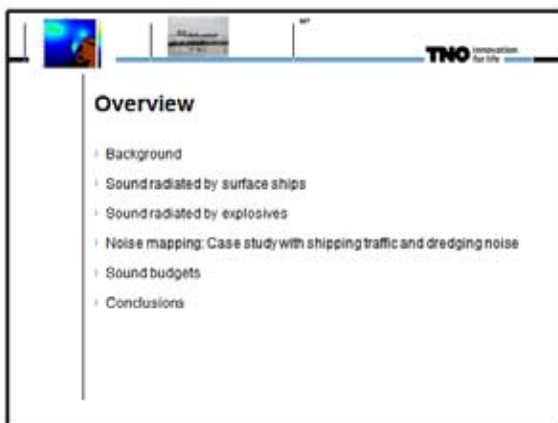 TNO innovation
for life
Overview
Background
Sound radiated by surface ships
Sound radiated by explosives
Noise mapping: Case study with shipping traffic and dredging noise
Sound budgets
Conclusions